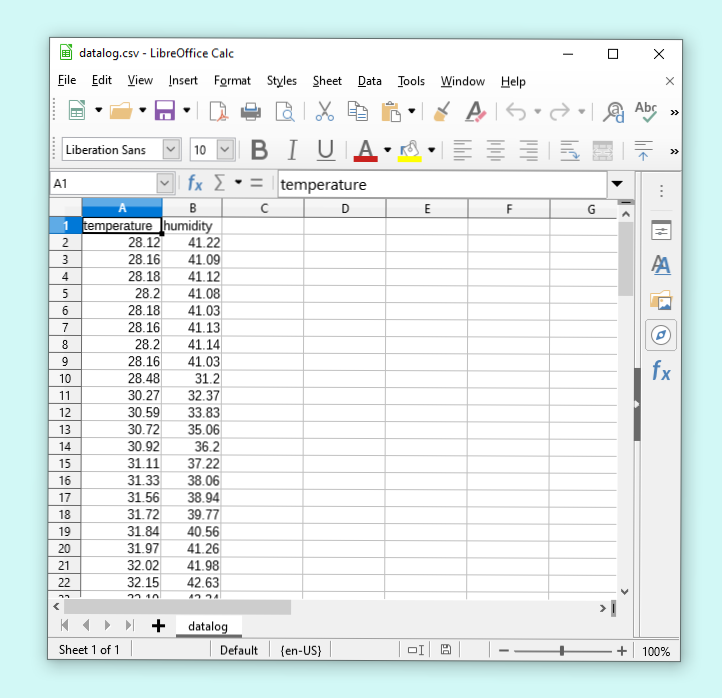 datalog.csv - LibreOffice Calc
File Edit View Insert Format Styles Sheet Data Tools Window Help
Abc
Liberation Sans 10 B I U A
A1 fx Σ = temperature
A B C D E F G
1 temperature humidity
2 28.12 41.22
3 28.16 41.09
4 28.18 41.12
5 28.2 41.08
6 28.18 41.03
7 28.16 41.13
8 28.2 41.14
9 28.16 41.03
10 28.48 31.2
11 30.27 32.37
12 30.59 33.83
13 30.72 35.06
14 30.92 36.2
15 31.11 37.22
16 31.33 38.06
17 31.56 38.94
18 31.72 39.77
19 31.84 40.56
20 31.97 41.26
21 32.02 41.98
22 32.15 42.63
datalog
Sheet 1 of 1 Default {en-US} 100%